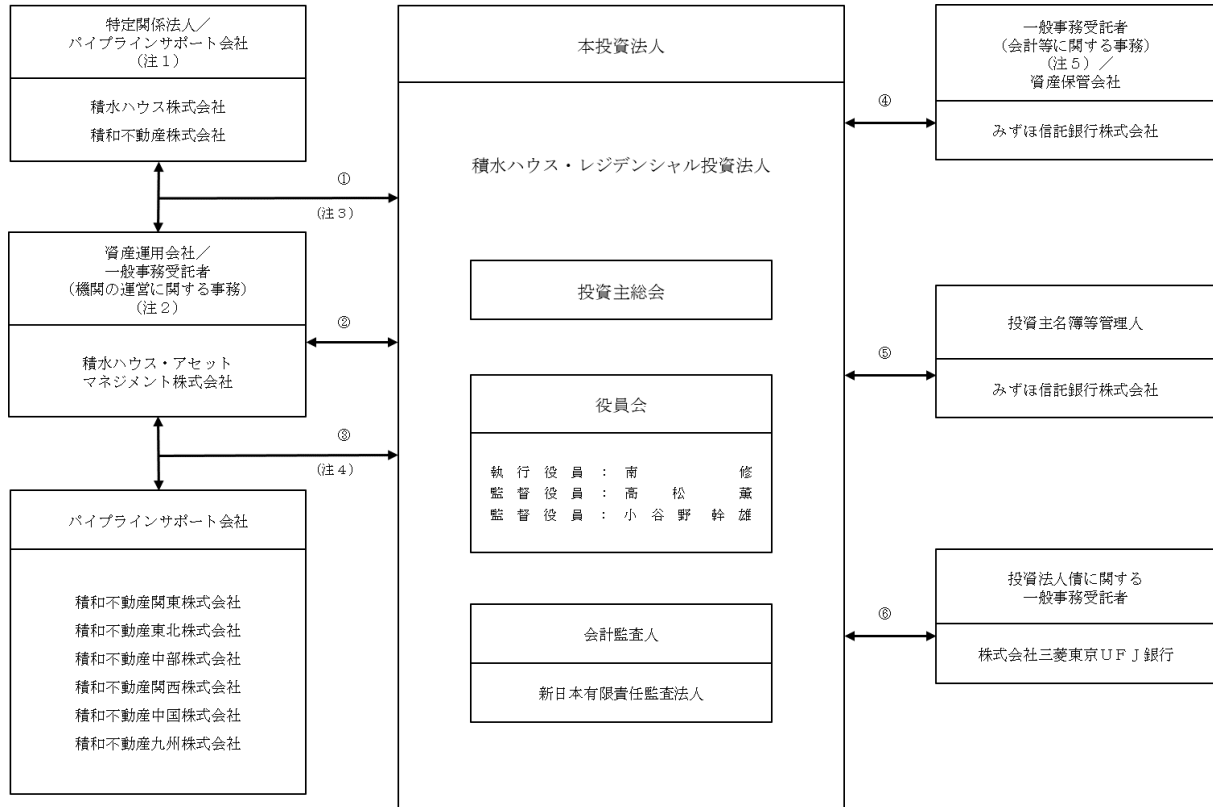 特定関係法人／
パイプラインサポート会社
(注１)
積水ハウス株式会社
積和不動産株式会社
①
(注３)
資産運用会社／
一般事務受託者
(機関の運営に関する事務)
(注２)
積水ハウス・アセット
マネジメント株式会社
②
③
(注４)
パイプラインサポート会社
積和不動産関東株式会社
積和不動産東北株式会社
積和不動産中部株式会社
積和不動産関西株式会社
積和不動産中国株式会社
積和不動産九州株式会社
本投資法人
積水ハウス・レジデンシャル投資法人
投資主総会
役員会
執行役員：南修
監督役員：高松薫
監督役員：小谷野幹雄
会計監査人
新日本有限責任監査法人
一般事務受託者
(会計等に関する事務)
(注５)／
資産保管会社
みずほ信託銀行株式会社
④
投資主名簿等管理人
みずほ信託銀行株式会社
⑤
投資法人債に関する
一般事務受託者
株式会社三菱東京ＵＦＪ銀行
⑥